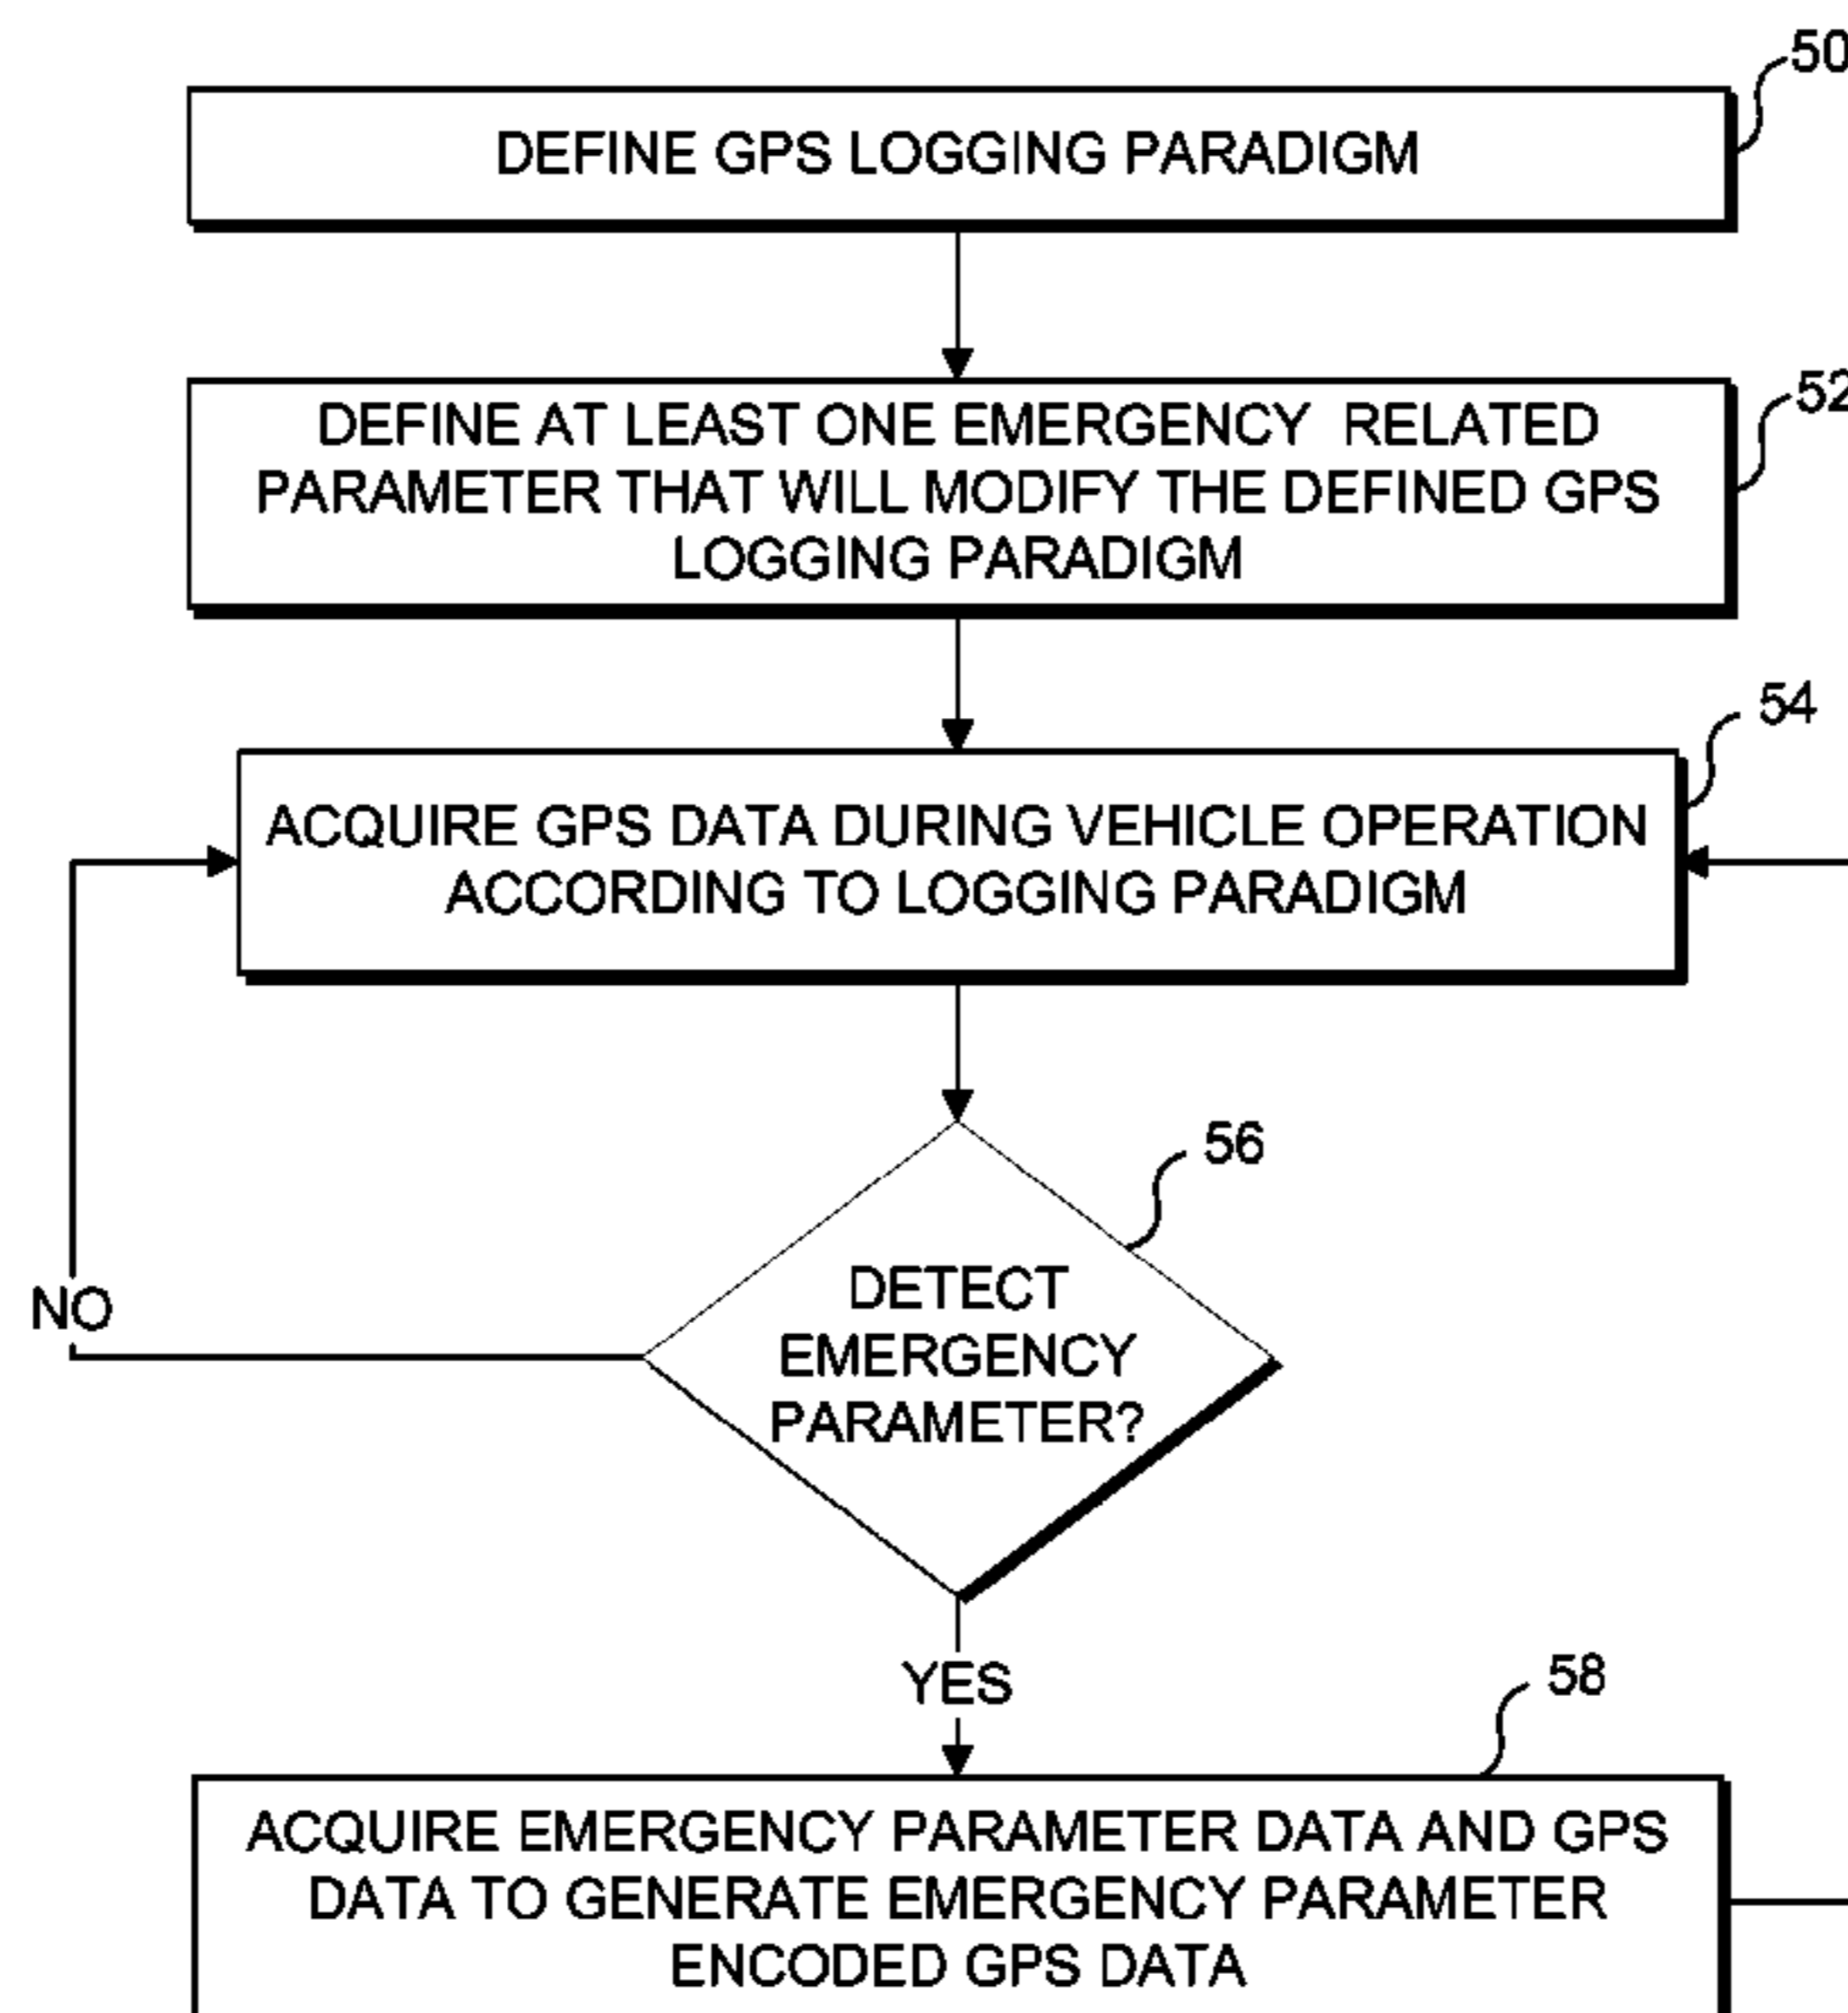 50
DEFINE GPS LOGGING PARADIGM
52
DEFINE AT LEAST ONE EMERGENCY RELATED
PARAMETER THAT WILL MODIFY THE DEFINED GPS
LOGGING PARADIGM
54
ACQUIRE GPS DATA DURING VEHICLE OPERATION
ACCORDING TO LOGGING PARADIGM
56
DETECT
EMERGENCY
PARAMETER?
NO
YES
58
ACQUIRE EMERGENCY PARAMETER DATA AND GPS
DATA TO GENERATE EMERGENCY PARAMETER
ENCODED GPS DATA